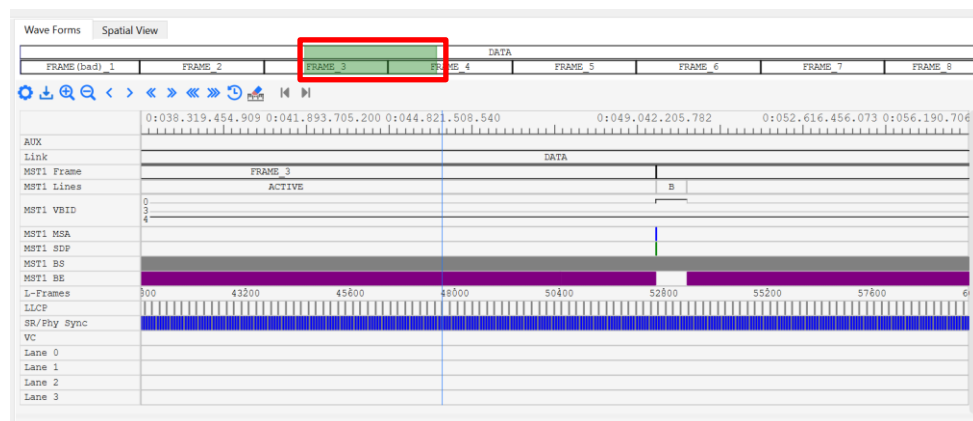 Wave Forms Spatial View
DATA
FRAME(bad)_1 FRAME_2 FRAME_3 FRAME_4 FRAME_5 FRAME_6 FRAME_7 FRAME_8
0:038.319.454.909 0:041.893.705.200 0:044.821.508.540 0:049.042.205.782 0:052.616.456.073 0:056.190.706
AUX
Link DATA
MST1 Frame FRAME_3
MST1 Lines ACTIVE B
MST1 VBID 0 3 4
MST1 MSA
MST1 SDP
MST1 BS
MST1 BE
L-Frames 800 43200 45600 48000 50400 52800 55200 57600 6
LLCP
SR/Phy Sync
VC
Lane 0
Lane 1
Lane 2
Lane 3